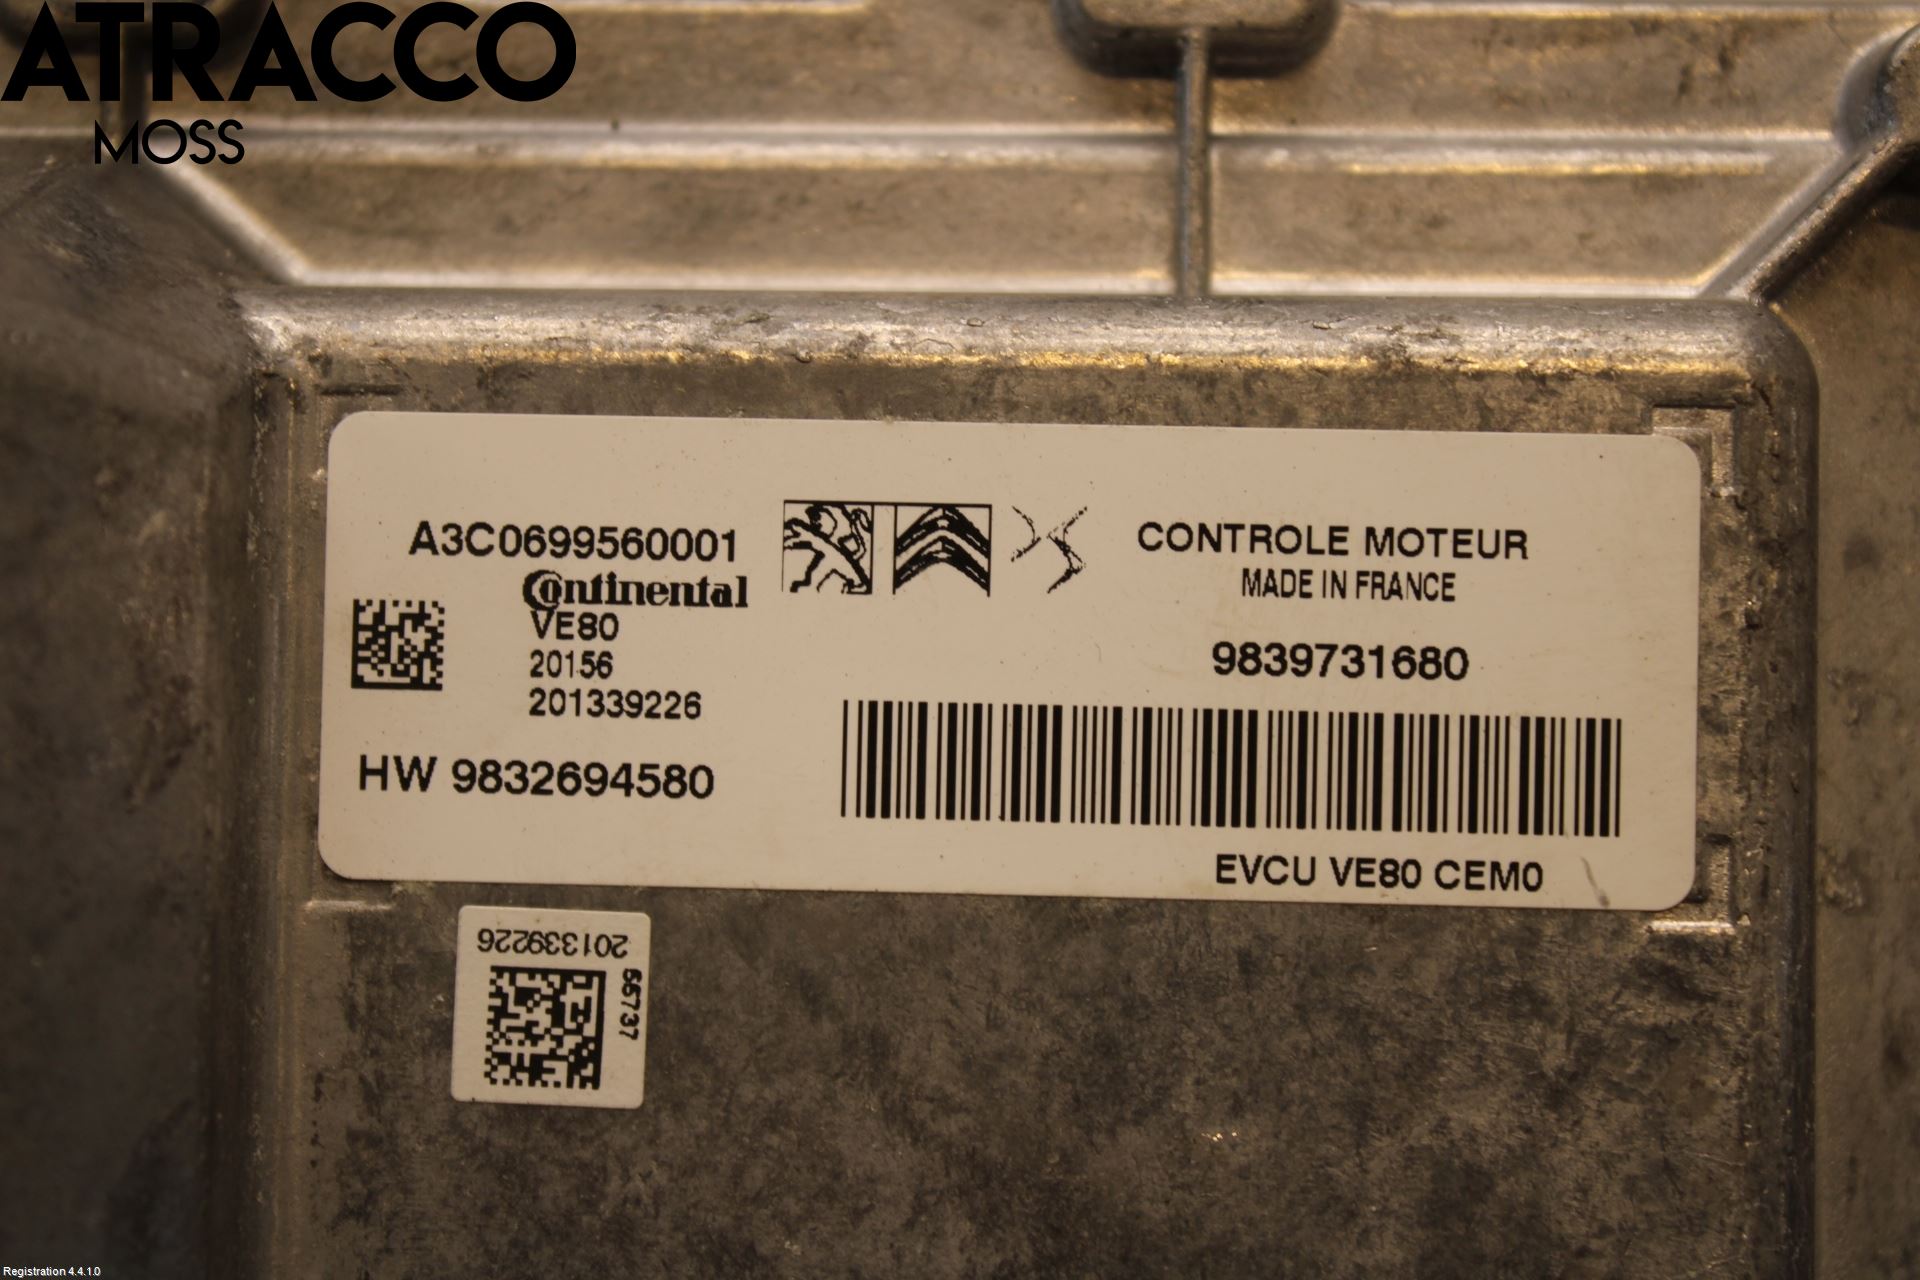 ATRACCO
MOSS
A3C0699560001
Continental
VE80
20156
201339226
HW 9832694580
CONTROLE MOTEUR
MADE IN FRANCE
9839731680
EVCU VE80 CEM0
201339226
55737
Registration 4.4.1.0